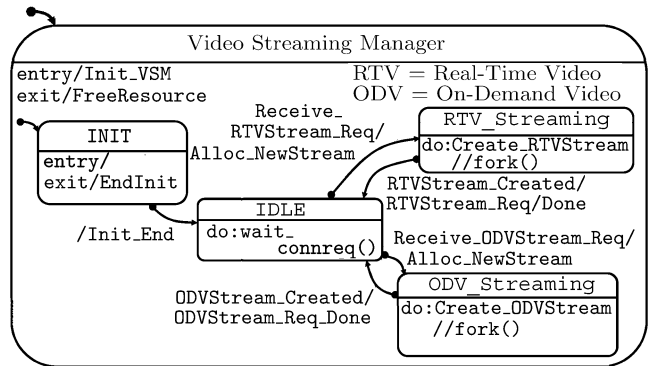 Video Streaming Manager
entry/Init_VSM
exit/FreeResource
RTV = Real-Time Video
ODV = On-Demand Video
INIT
entry/
exit/EndInit
Receive_
RTVStream_Req/
Alloc_NewStream
RTV_Streaming
do:Create_RTVStream
//fork()
RTVStream_Created/
RTVStream_Req/Done
/Init_End
IDLE
do:wait_
connreq()
Receive_ODVStream_Req/
Alloc_NewStream
ODVStream_Created/
ODVStream_Req_Done
ODV_Streaming
do:Create_ODVStream
//fork()